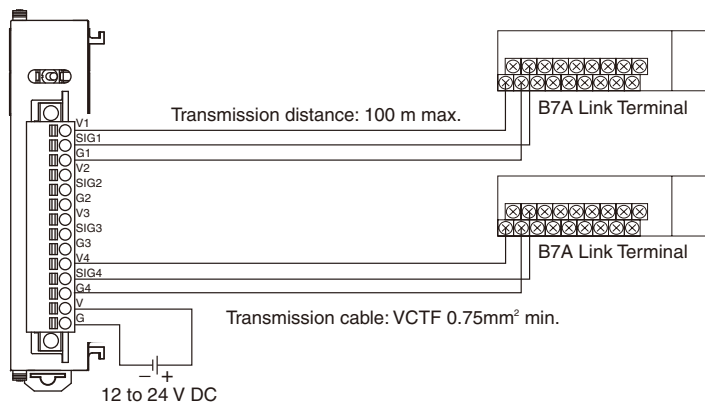 Transmission distance: 100 m max.
B7A Link Terminal
V1
SIG1
G1
V2
SIG2
G2
V3
SIG3
G3
V4
SIG4
G4
V
G
B7A Link Terminal
Transmission cable: VCTF 0.75mm² min.
− +
12 to 24 V DC